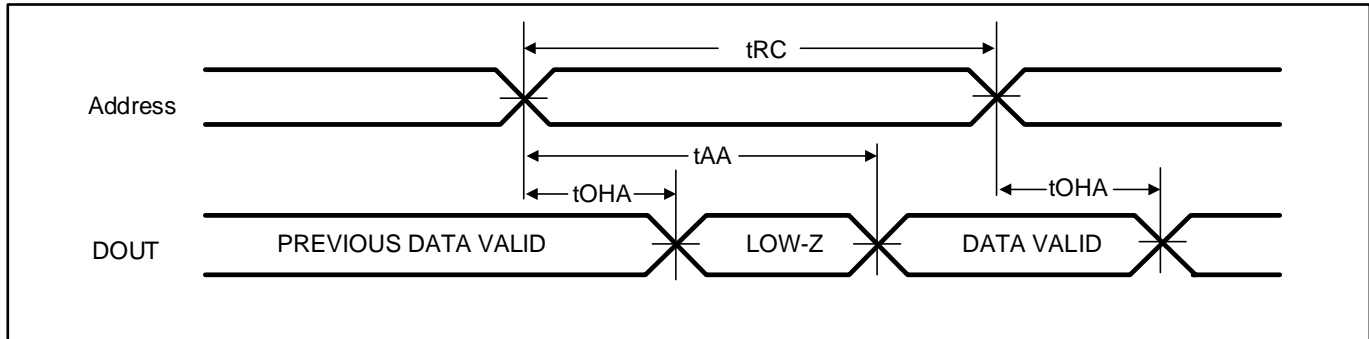 tRC
Address
tAA
tOHA
tOHA
DOUT
PREVIOUS DATA VALID
LOW-Z
DATA VALID